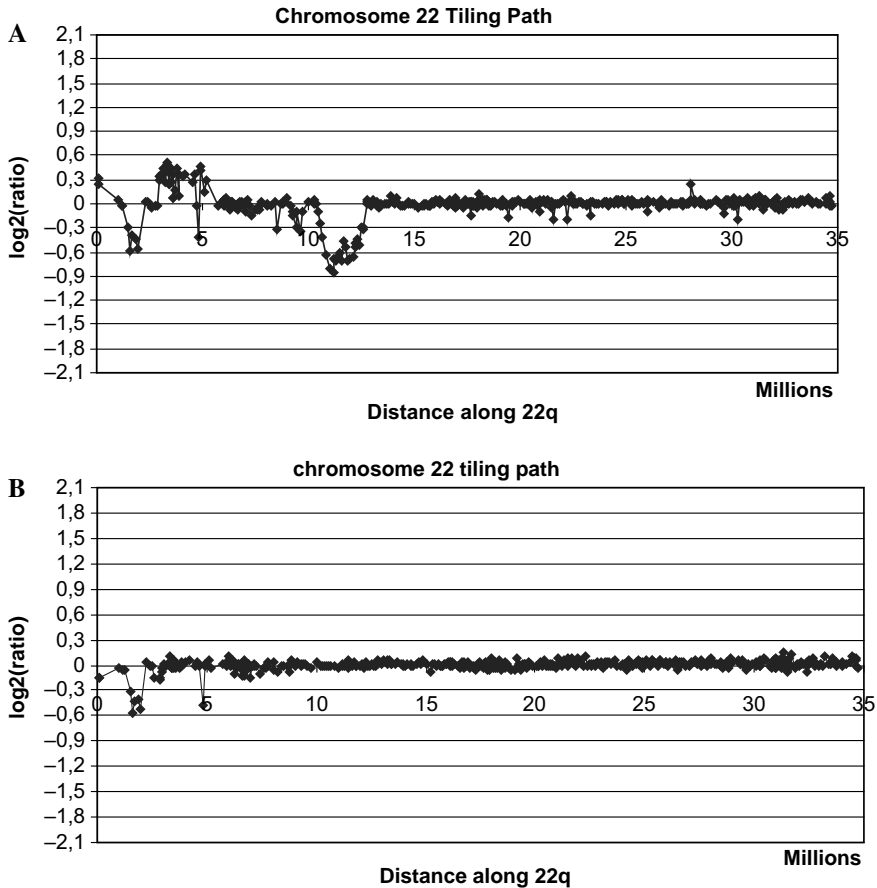 A
Chromosome 22 Tiling Path
2,1
1,8
1,5
1,2
0,9
0,6
0,3
0
–0,3
–0,6
–0,9
–1,2
–1,5
–1,8
–2,1
log2(ratio)
0 5 10 15 20 25 30 35
Millions
Distance along 22q
B
chromosome 22 tiling path
2,1
1,8
1,5
1,2
0,9
0,6
0,3
0
–0,3
–0,6
–0,9
–1,2
–1,5
–1,8
–2,1
log2(ratio)
0 5 10 15 20 25 30 35
Millions
Distance along 22q